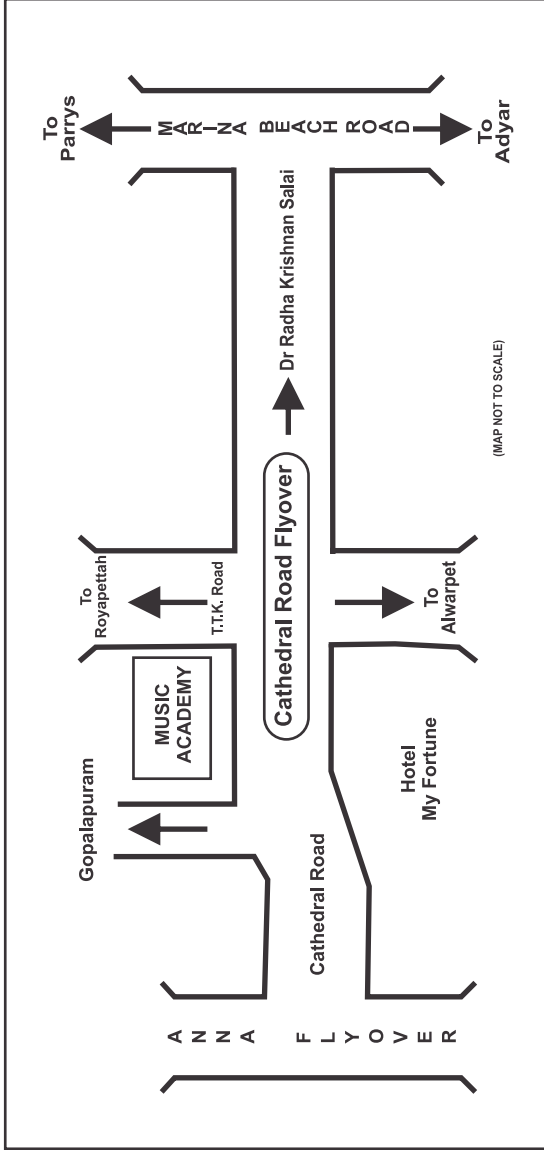 To
Parrys
MARINA BEACH ROAD
To
Adyar
Dr Radha Krishnan Salai
(MAP NOT TO SCALE)
Cathedral Road Flyover
To
Royapettah
T.T.K. Road
To
Alwarpet
MUSIC
ACADEMY
Gopalapuram
Hotel
My Fortune
Cathedral Road
ANNA FLYOVER